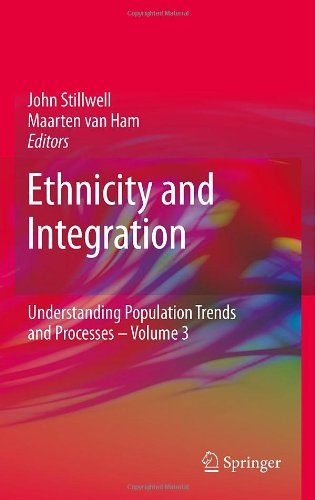 John Stillwell
Maarten van Ham
Editors
Ethnicity and
Integration
Understanding Population Trends
and Processes – Volume 3
Springer